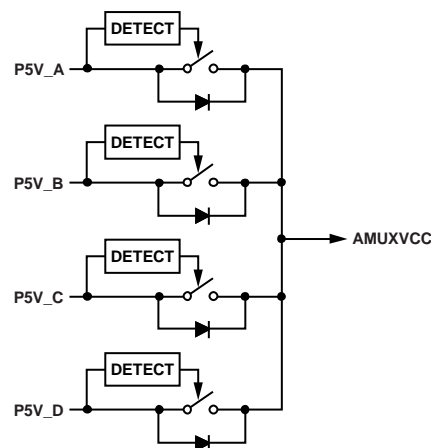 DETECT
P5V_A
DETECT
P5V_B
AMUXVCC
DETECT
P5V_C
DETECT
P5V_D